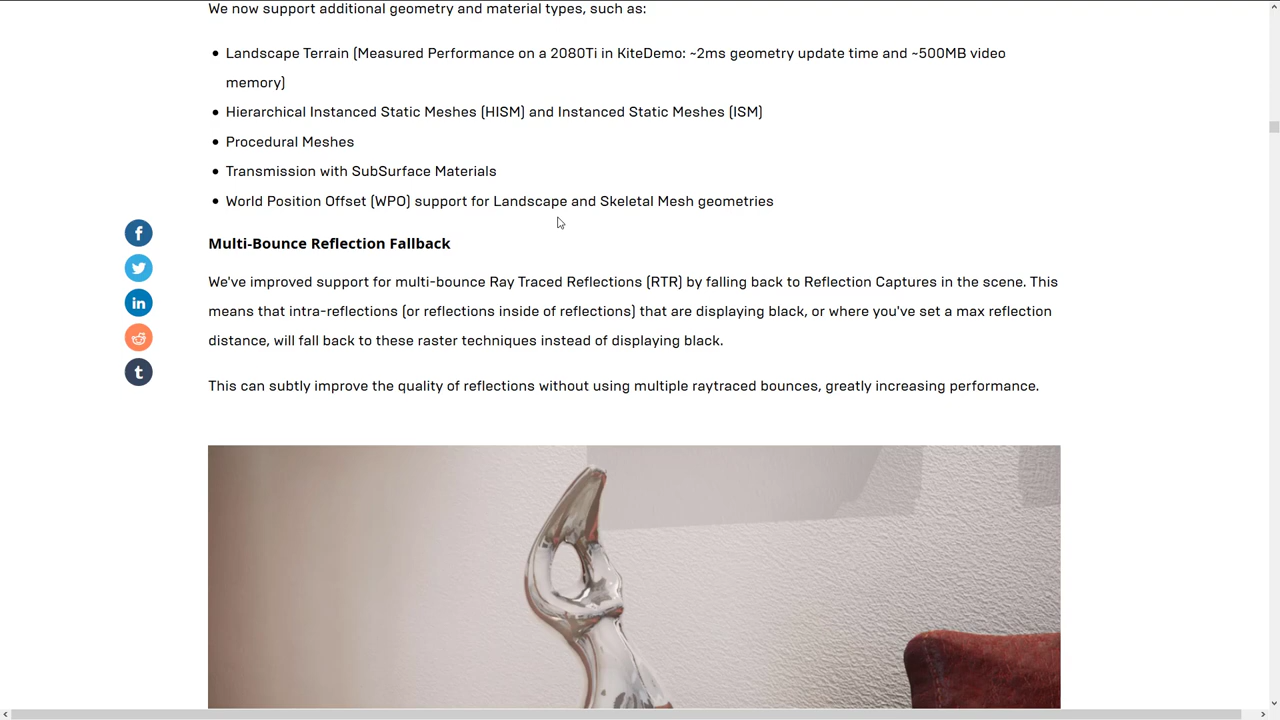 We now support additional geometry and material types, such as:
Landscape Terrain (Measured Performance on a 2080Ti in KiteDemo: ~2ms geometry update time and ~500MB video
memory)
Hierarchical Instanced Static Meshes (HISM) and Instanced Static Meshes (ISM)
Procedural Meshes
Transmission with SubSurface Materials
World Position Offset (WPO) support for Landscape and Skeletal Mesh geometries
Multi-Bounce Reflection Fallback
We've improved support for multi-bounce Ray Traced Reflections (RTR) by falling back to Reflection Captures in the scene. This
means that intra-reflections (or reflections inside of reflections) that are displaying black, or where you've set a max reflection
distance, will fall back to these raster techniques instead of displaying black.
This can subtly improve the quality of reflections without using multiple raytraced bounces, greatly increasing performance.